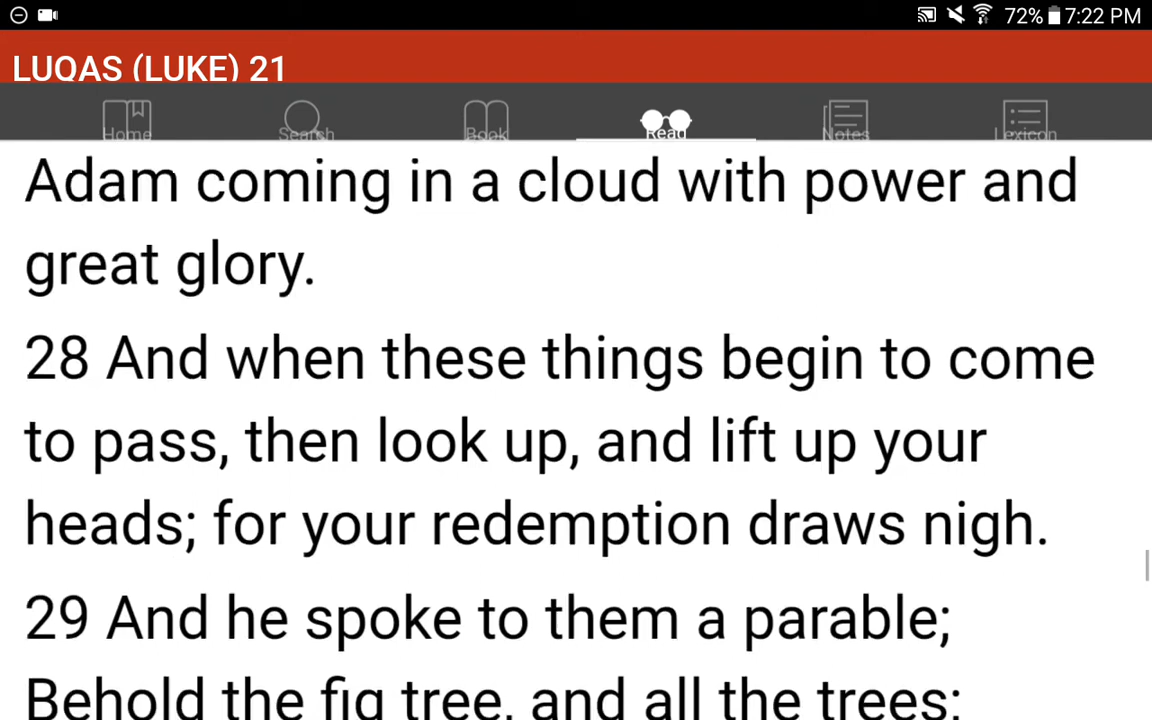 72% 7:22 PM
LUQAS (LUKE) 21
Home Search Book Read Notes Lexicon
Adam coming in a cloud with power and
great glory.
28 And when these things begin to come
to pass, then look up, and lift up your
heads; for your redemption draws nigh.
29 And he spoke to them a parable;
Behold the fig tree, and all the trees;